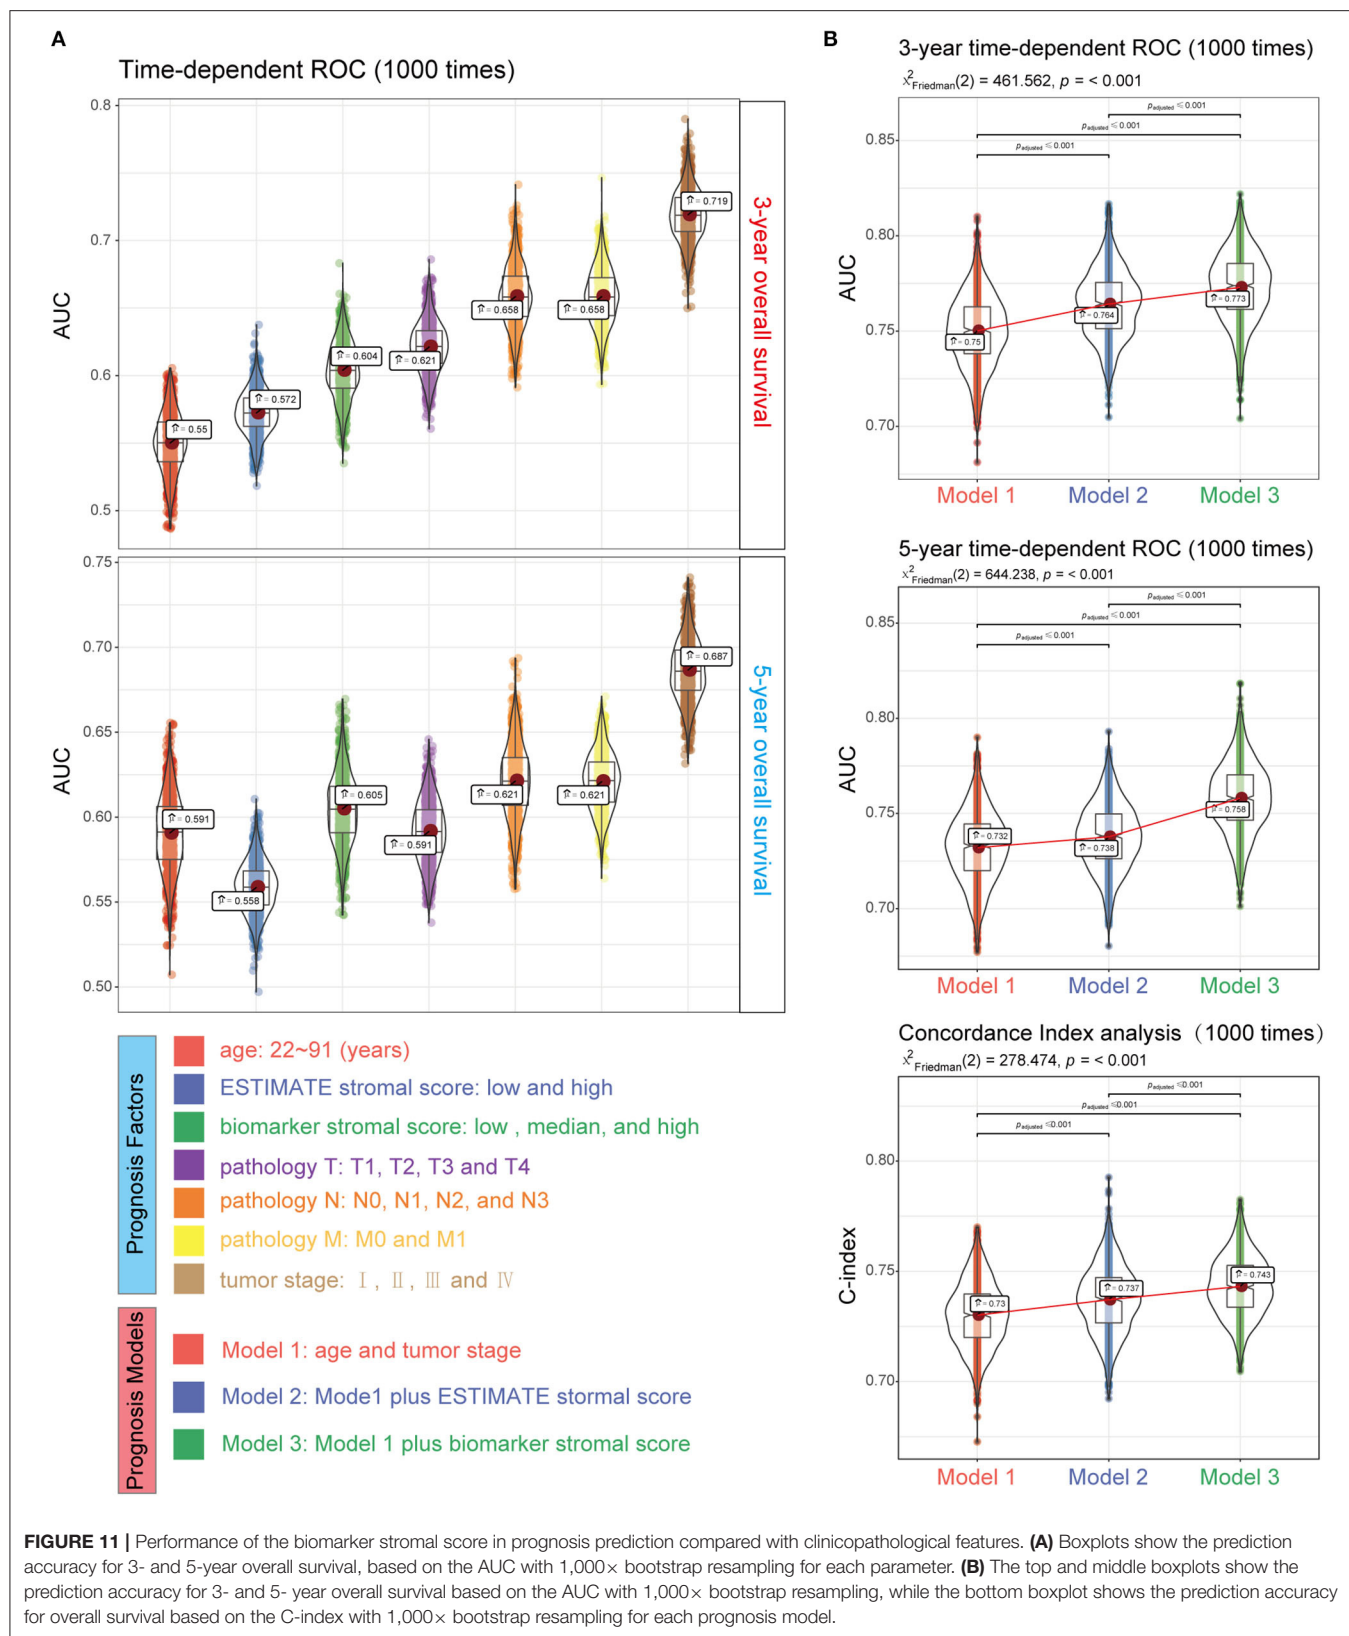 A
Time-dependent ROC (1000 times)
0.8
0.7
0.6
0.5
AUC
μ̂ = 0.55
μ̂ = 0.572
μ̂ = 0.604
μ̂ = 0.621
μ̂ = 0.658
μ̂ = 0.658
μ̂ = 0.719
3-year overall survival
0.75
0.70
0.65
0.60
0.55
0.50
AUC
μ̂ = 0.591
μ̂ = 0.558
μ̂ = 0.605
μ̂ = 0.591
μ̂ = 0.621
μ̂ = 0.621
μ̂ = 0.687
5-year overall survival
Prognosis Factors
age: 22~91 (years)
ESTIMATE stromal score: low and high
biomarker stromal score: low , median, and high
pathology T: T1, T2, T3 and T4
pathology N: N0, N1, N2, and N3
pathology M: M0 and M1
tumor stage: Ⅰ, Ⅱ, Ⅲ and Ⅳ
Prognosis Models
Model 1: age and tumor stage
Model 2: Mode1 plus ESTIMATE stormal score
Model 3: Model 1 plus biomarker stromal score
B
3-year time-dependent ROC (1000 times)
χ²Friedman(2) = 461.562, p = < 0.001
padjusted ≤0.001
padjusted ≤0.001
padjusted ≤0.001
0.85
0.80
0.75
0.70
AUC
μ̂ = 0.75
μ̂ = 0.764
μ̂ = 0.773
Model 1 Model 2 Model 3
5-year time-dependent ROC (1000 times)
χ²Friedman(2) = 644.238, p = < 0.001
padjusted ≤0.001
padjusted ≤0.001
padjusted ≤0.001
0.85
0.80
0.75
0.70
AUC
μ̂ = 0.732
μ̂ = 0.738
μ̂ = 0.758
Model 1 Model 2 Model 3
Concordance Index analysis（1000 times）
χ²Friedman(2) = 278.474, p = < 0.001
padjusted ≤0.001
padjusted ≤0.001
padjusted ≤0.001
0.80
0.75
0.70
C-index
μ̂ = 0.73
μ̂ = 0.737
μ̂ = 0.743
Model 1 Model 2 Model 3
FIGURE 11 | Performance of the biomarker stromal score in prognosis prediction compared with clinicopathological features. (A) Boxplots show the prediction
accuracy for 3- and 5-year overall survival, based on the AUC with 1,000× bootstrap resampling for each parameter. (B) The top and middle boxplots show the
prediction accuracy for 3- and 5- year overall survival based on the AUC with 1,000× bootstrap resampling, while the bottom boxplot shows the prediction accuracy
for overall survival based on the C-index with 1,000× bootstrap resampling for each prognosis model.